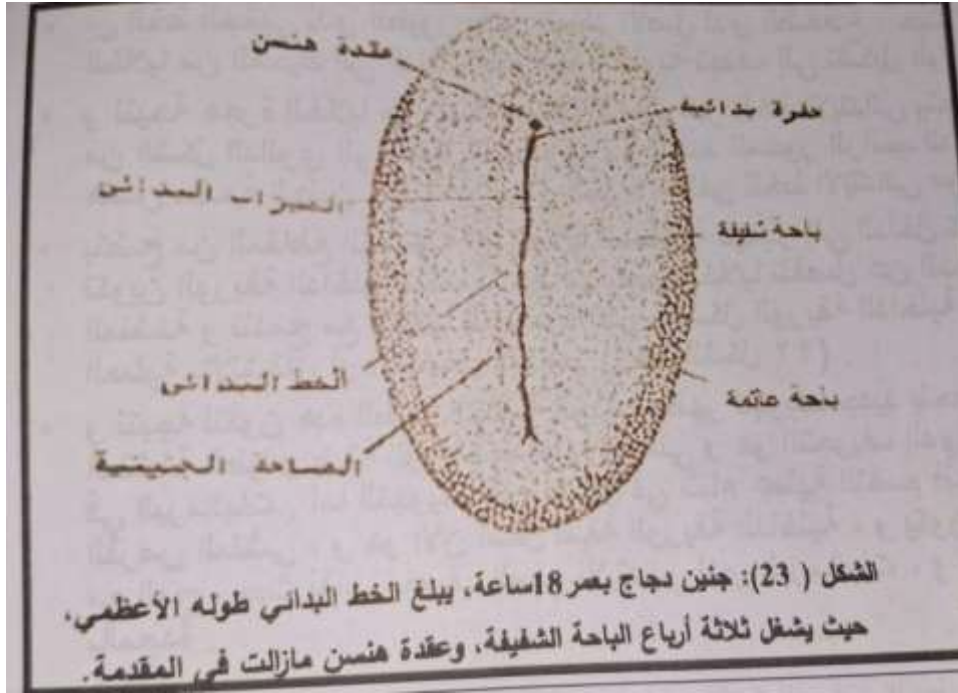 عقدة هنسن
حفرة بدائية
الميزاب البدائي
باحة شفيفة
الخط البدائي
باحة عاتمة
المساحة الجنينية
الشكل ( 23): جنين دجاج بعمر 18ساعة، يبلغ الخط البدائي طوله الأعظمي،
حيث يشغل ثلاثة أرباع الباحة الشفيفة، وعقدة هنسن مازالت في المقدمة.